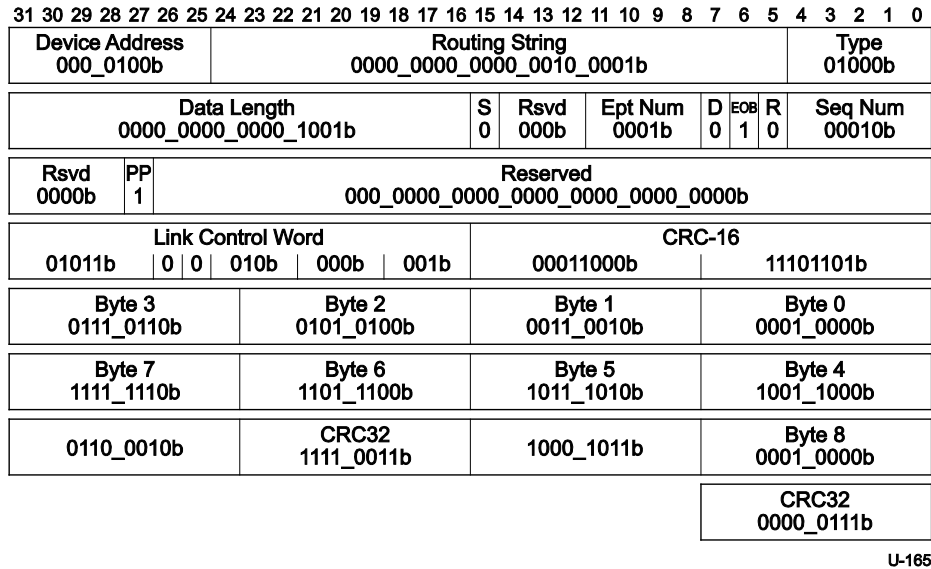 31 30 29 28 27 26 25 24 23 22 21 20 19 18 17 16 15 14 13 12 11 10 9 8 7 6 5 4 3 2 1 0
Device Address Routing String Type
000_0100b 0000_0000_0000_0010_0001b 01000b
Data Length S Rsvd Ept Num D EOB R Seq Num
0000_0000_0000_1001b 0 000b 0001b 0 1 0 00010b
Rsvd PP Reserved
0000b 1 000_0000_0000_0000_0000_0000_0000b
Link Control Word CRC-16
01011b 0 0 010b 000b 001b 00011000b 11101101b
Byte 3 Byte 2 Byte 1 Byte 0
0111_0110b 0101_0100b 0011_0010b 0001_0000b
Byte 7 Byte 6 Byte 5 Byte 4
1111_1110b 1101_1100b 1011_1010b 1001_1000b
CRC32 Byte 8
0110_0010b 1111_0011b 1000_1011b 0001_0000b
CRC32
0000_0111b
U-165